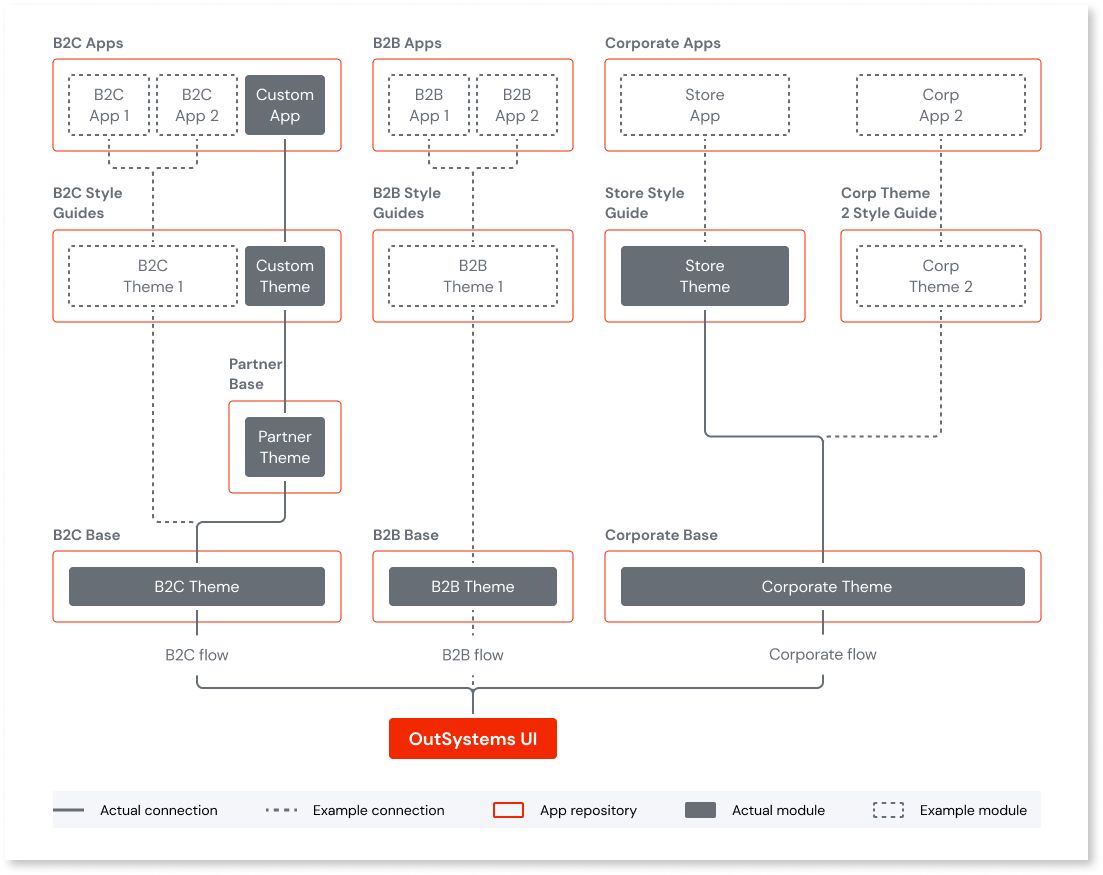 B2C Apps
B2B Apps
Corporate Apps
B2C
App 1
B2C
App 2
Custom
App
B2B
App 1
B2B
App 2
Store
App
Corp
App 2
B2C Style
Guides
B2B Style
Guides
Store Style
Guide
Corp Theme
2 Style Guide
B2C
Theme 1
Custom
Theme
B2B
Theme 1
Store
Theme
Corp
Theme 2
Partner
Base
Partner
Theme
B2C Base
B2B Base
Corporate Base
B2C Theme
B2B Theme
Corporate Theme
B2C flow
B2B flow
Corporate flow
OutSystems UI
Actual connection
Example connection
App repository
Actual module
Example module